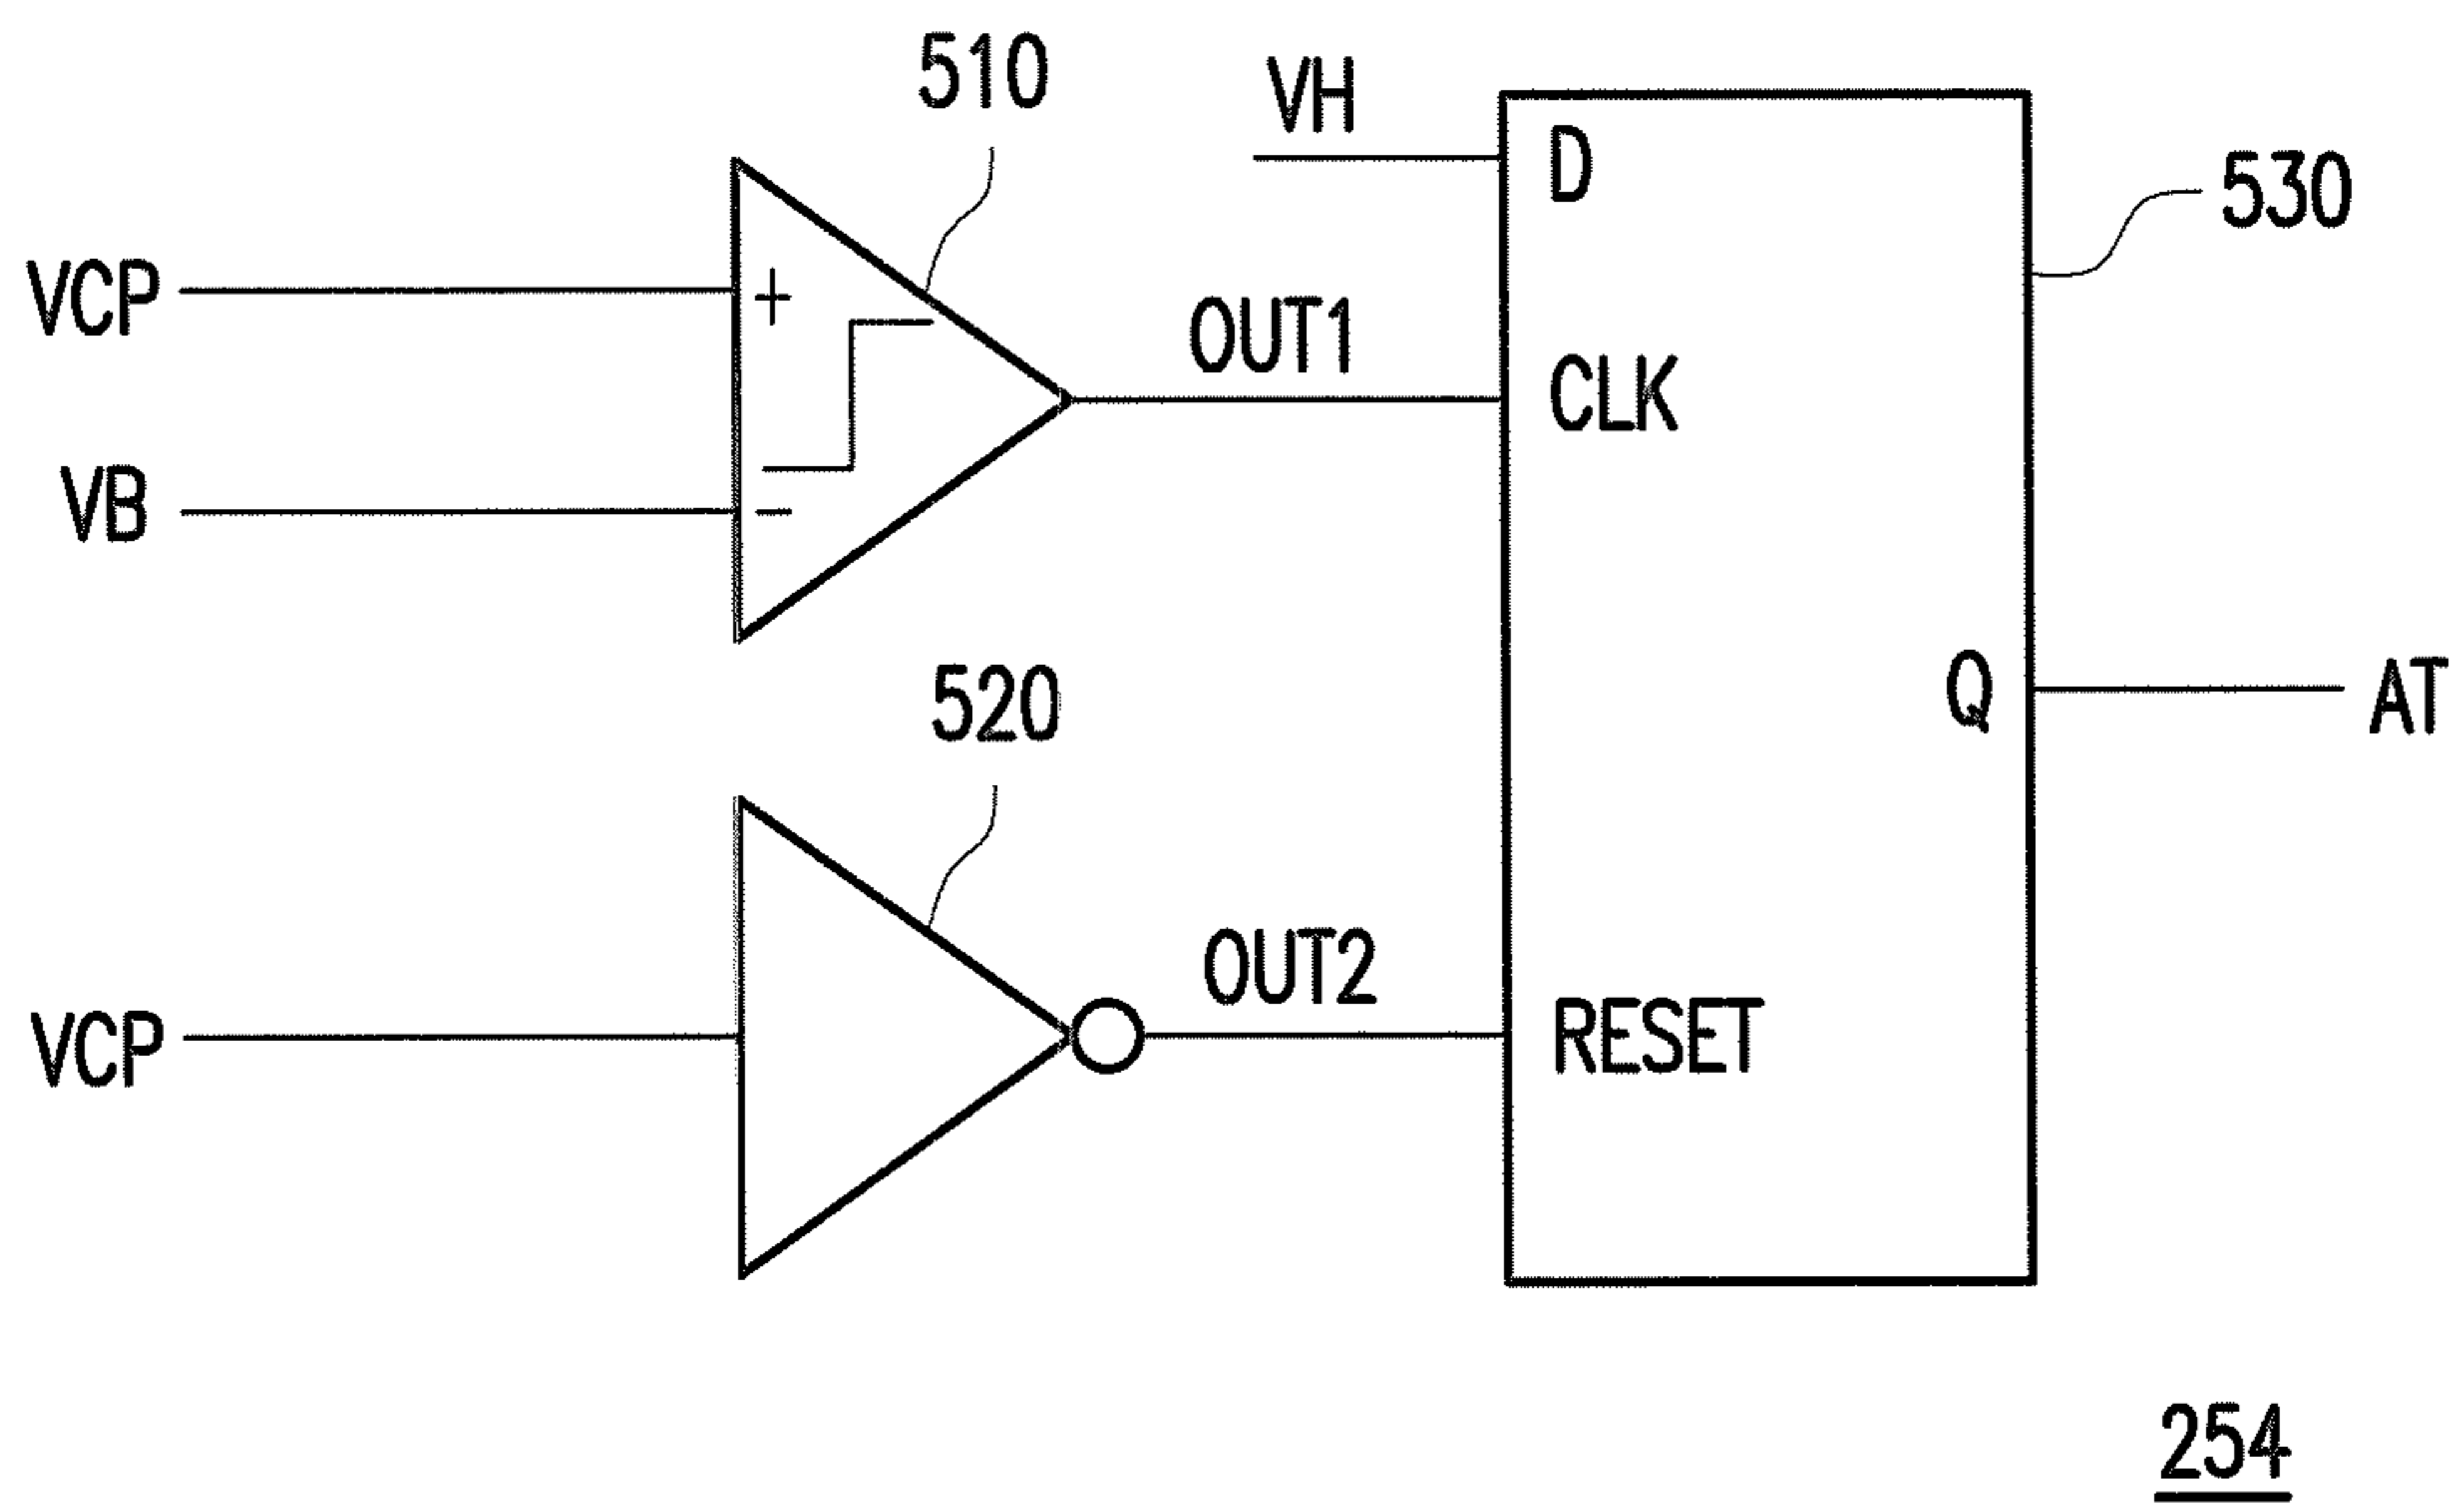 510
VH
D
530
VCP
+
OUT1
CLK
VB
-
520
Q
AT
OUT2
VCP
RESET
254